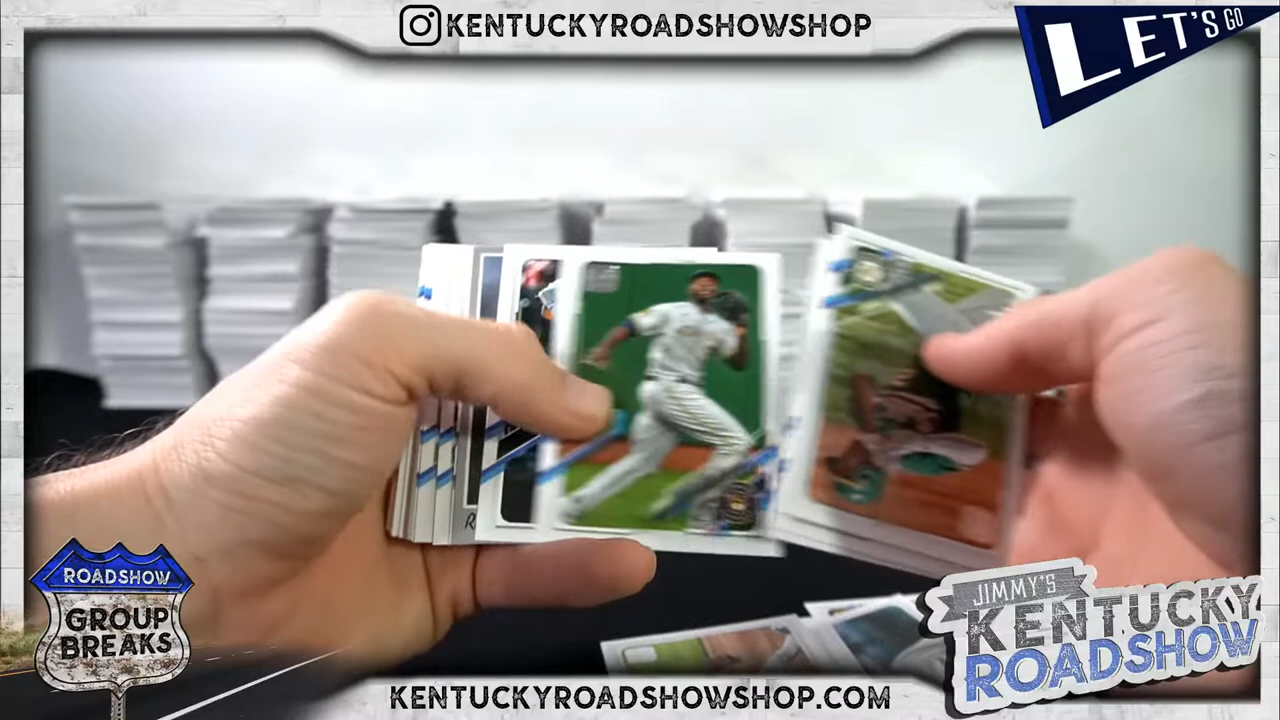 KENTUCKYROADSHOWSHOP
LET'S GO
ROADSHOW
GROUP
BREAKS
JIMMY'S
KENTUCKY
ROADSHOW
KENTUCKYROADSHOWSHOP.COM